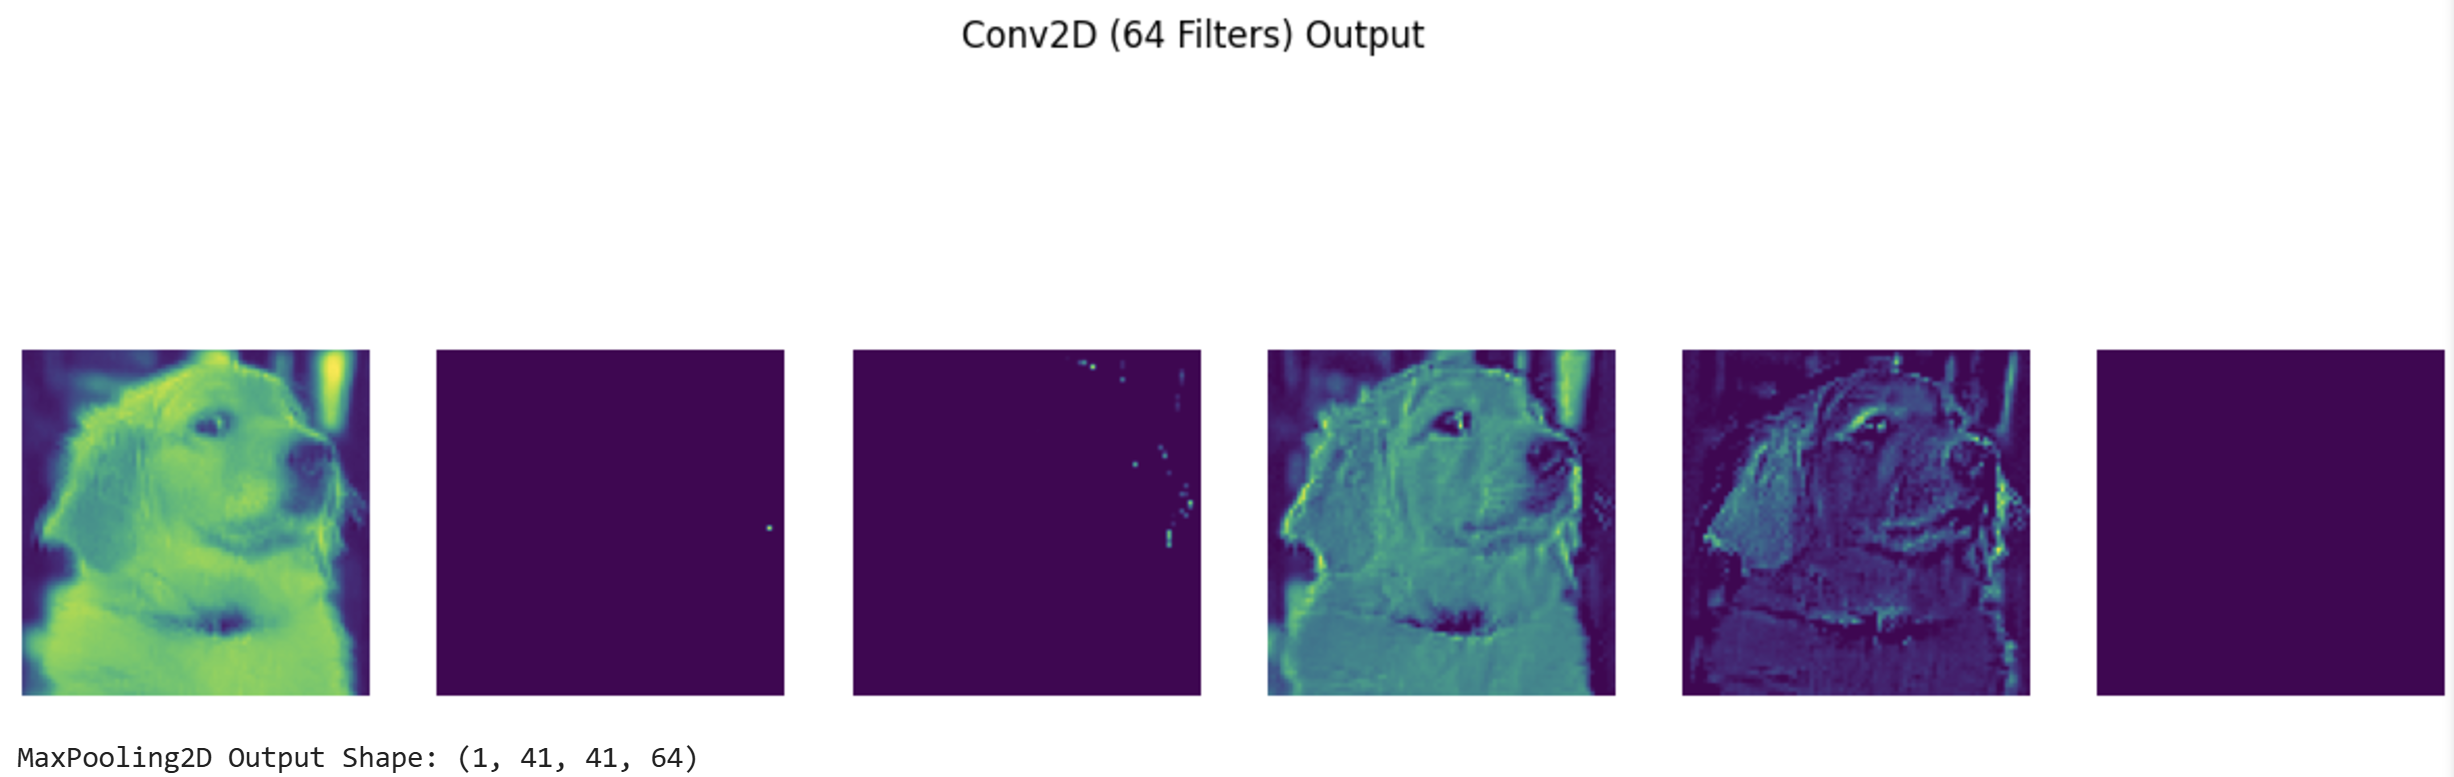 Conv2D (64 Filters) Output
MaxPooling2D Output Shape: (1, 41, 41, 64)